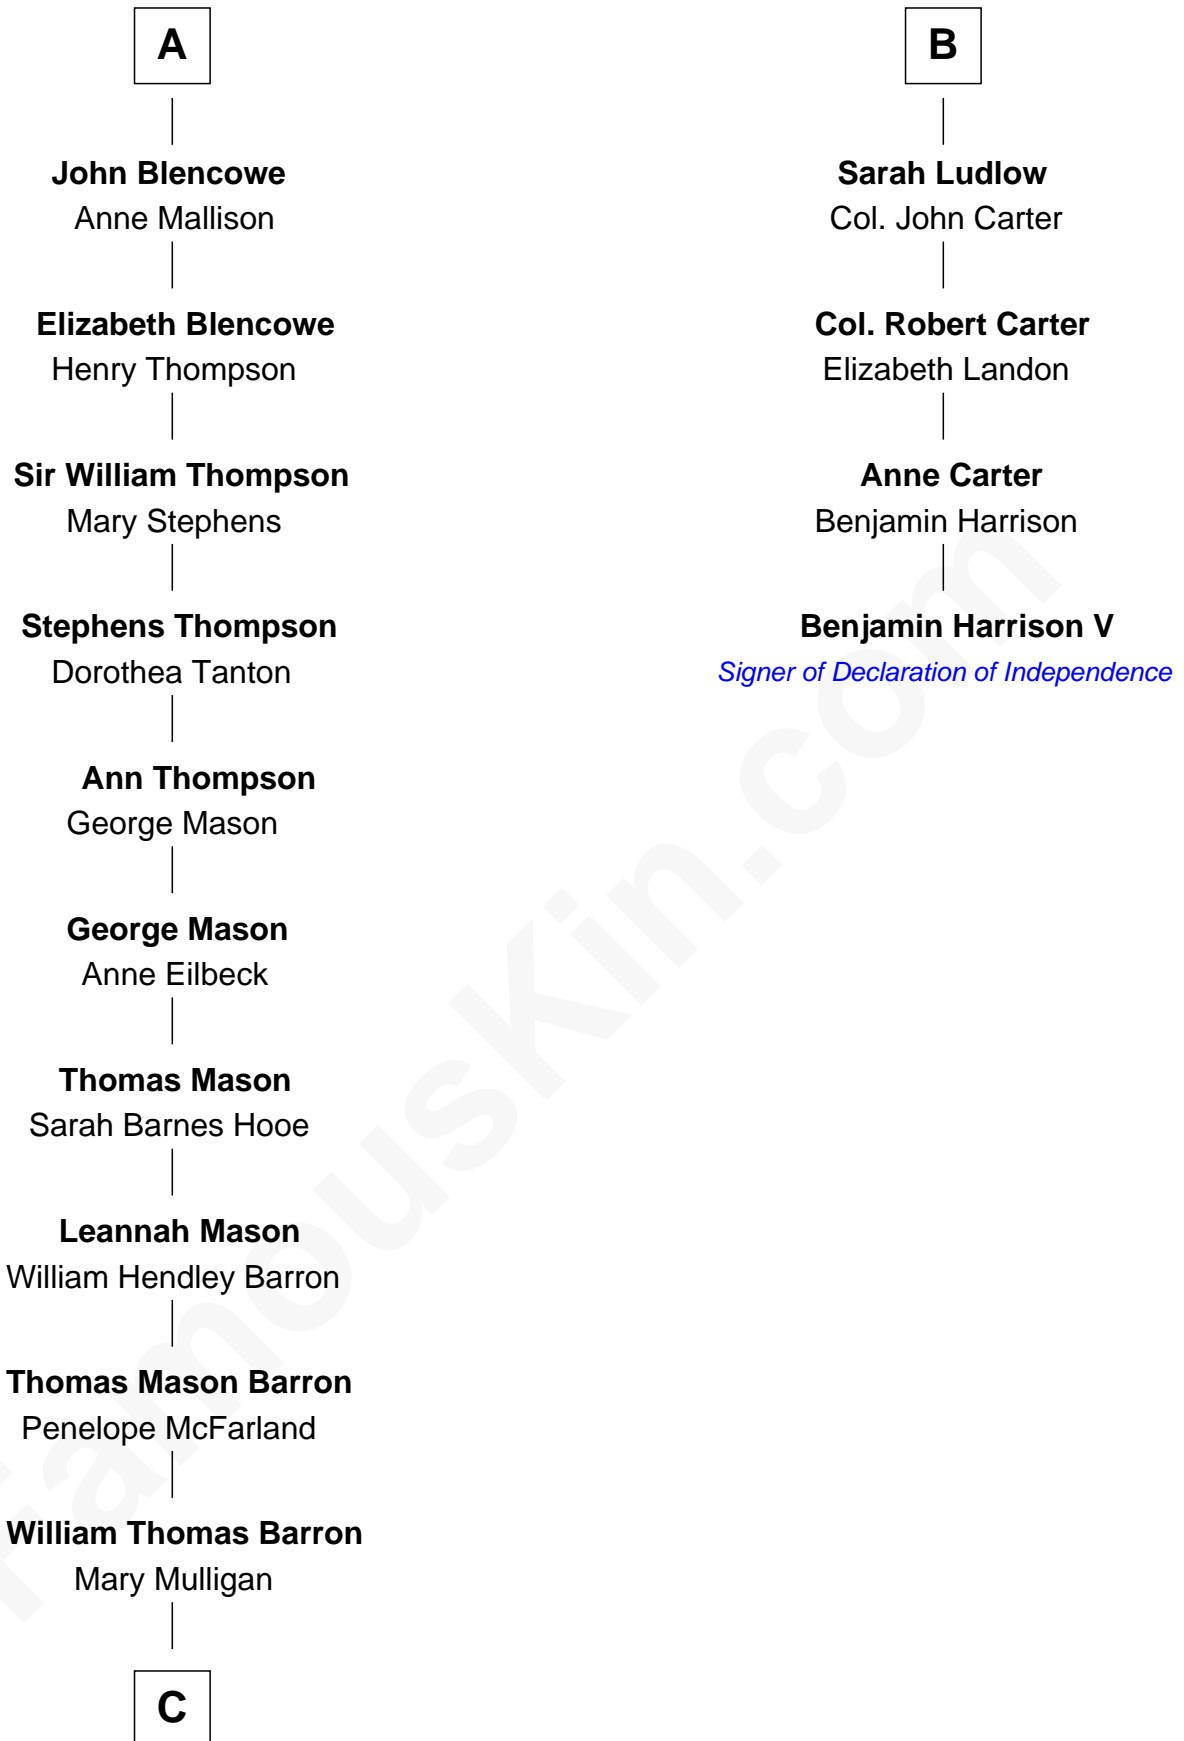 A
John Blencowe
Anne Mallison
Elizabeth Blencowe
Henry Thompson
Sir William Thompson
Mary Stephens
Stephens Thompson
Dorothea Tanton
Ann Thompson
George Mason
George Mason
Anne Eilbeck
Thomas Mason
Sarah Barnes Hooe
Leannah Mason
William Hendley Barron
Thomas Mason Barron
Penelope McFarland
William Thomas Barron
Mary Mulligan
C
B
Sarah Ludlow
Col. John Carter
Col. Robert Carter
Elizabeth Landon
Anne Carter
Benjamin Harrison
Benjamin Harrison V
Signer of Declaration of Independence
FamousKin.com